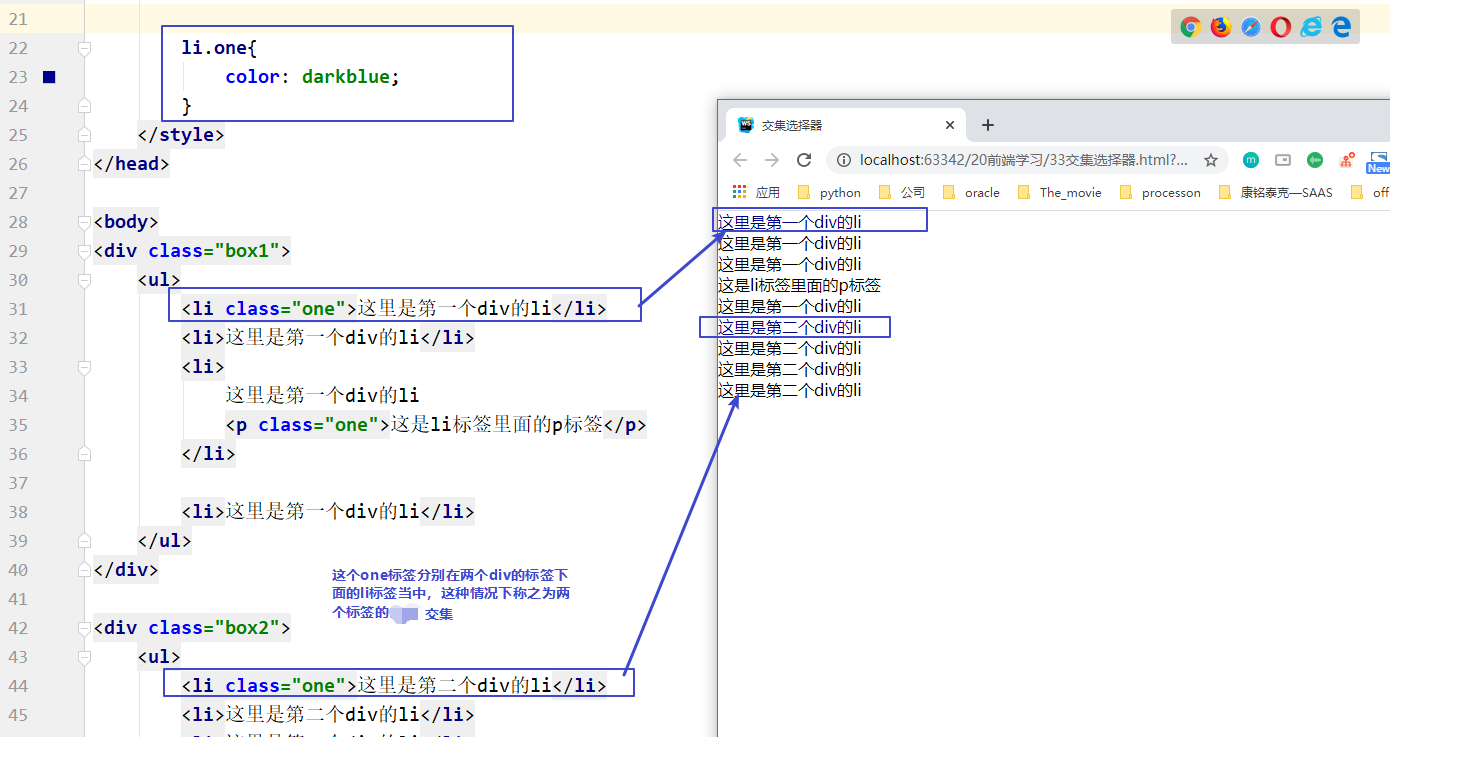 21
22 li.one{
23 color: darkblue;
24 }
25 </style>
26 </head>
27
28 <body>
29 <div class="box1">
30 <ul>
31 <li class="one">这里是第一个div的li</li>
32 <li>这里是第一个div的li</li>
33 <li>
34 这里是第一个div的li
35 <p class="one">这是li标签里面的p标签</p>
36 </li>
37
38 <li>这里是第一个div的li</li>
39 </ul>
40 </div>
41
42 <div class="box2">
43 <ul>
44 <li class="one">这里是第二个div的li</li>
45 <li>这里是第二个div的li</li>
这个one标签分别在两个div的标签下
面的li标签当中，这种情况下称之为两
个标签的 交集
交集选择器
localhost:63342/20前端学习/33交集选择器.html?...
New
应用 python 公司 oracle The_movie processon 康铭泰克—SAAS off
这里是第一个div的li
这里是第一个div的li
这里是第一个div的li
这是li标签里面的p标签
这里是第一个div的li
这里是第二个div的li
这里是第二个div的li
这里是第二个div的li
这里是第二个div的li